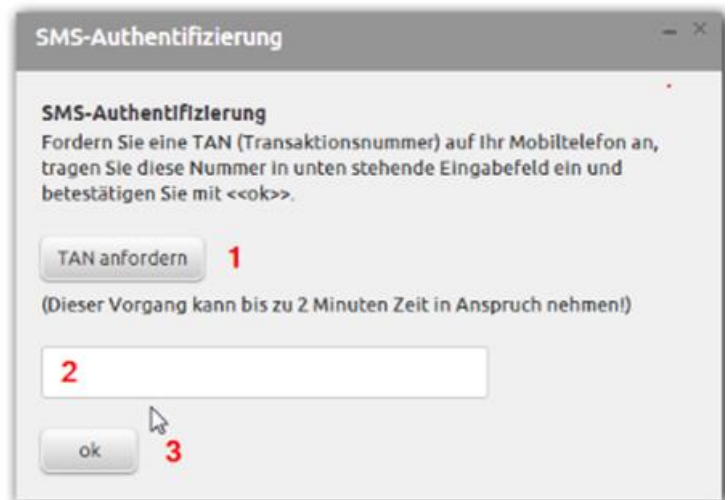 SMS-Authentifizierung
SMS-Authentifizierung
Fordern Sie eine TAN (Transaktionsnummer) auf Ihr Mobiltelefon an,
tragen Sie diese Nummer in unten stehende Eingabefeld ein und
betestätigen Sie mit <<ok>>.
TAN anfordern 1
(Dieser Vorgang kann bis zu 2 Minuten Zeit in Anspruch nehmen!)
2
ok 3